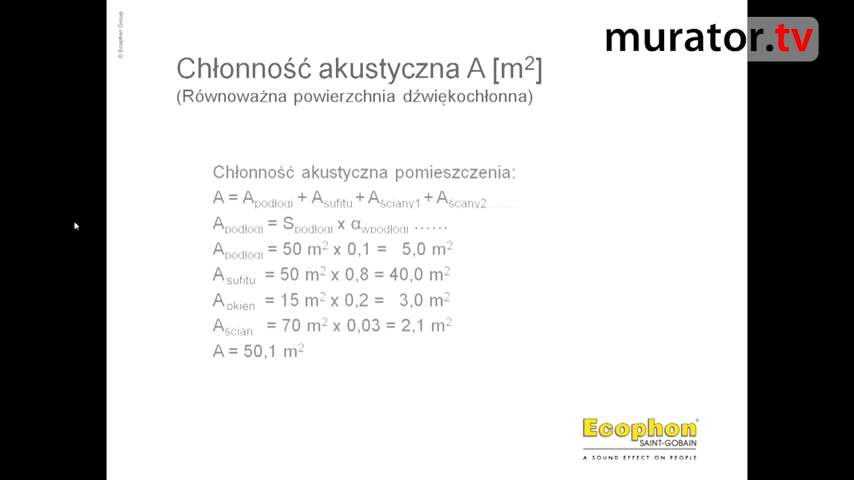 © Ecophon Group
murator.tv
Chłonność akustyczna A [m²]
(Równoważna powierzchnia dźwiękochłonna)
Chłonność akustyczna pomieszczenia:
A = Apodłogi + Asufitu + Aściany1 + Aścany2 ……
Apodłogi = Spodłogi x αwpodłogi ……
Apodłogi = 50 m² x 0,1 = 5,0 m²
A sufitu = 50 m² x 0,8 = 40,0 m²
A okien = 15 m² x 0,2 = 3,0 m²
Aścian = 70 m² x 0,03 = 2,1 m²
A = 50,1 m²
Ecophon®
SAINT-GOBAIN
A SOUND EFFECT ON PEOPLE